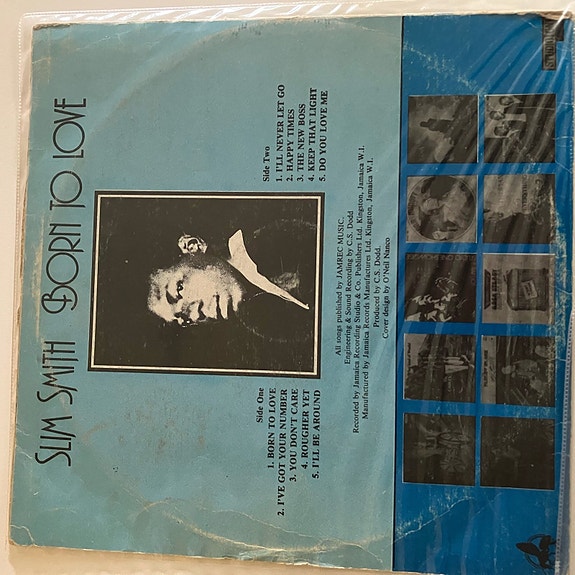 SLIM SMITH BORN TO LOVE
Side One
1. BORN TO LOVE
2. I'VE GOT YOUR NUMBER
3. YOU DON'T CARE
4. ROUGHER YET
5. I'LL BE AROUND
Side Two
1. I'LL NEVER LET GO
2. HAPPY TIMES
3. THE NEW BOSS
4. KEEP THAT LIGHT
5. DO YOU LOVE ME
All songs published by JAMREC MUSIC.
Engineering & Sound Recording by C.S. Dodd
Recorded by Jamaica Recording Studio & Co. Publishers Ltd. Kingston, Jamaica W.I.
Manufactured by Jamaica Records Manufactures Ltd. Kingston, Jamaica W.I.
Produced by C.S. Dodd.
Cover design by O'Neil Nanco